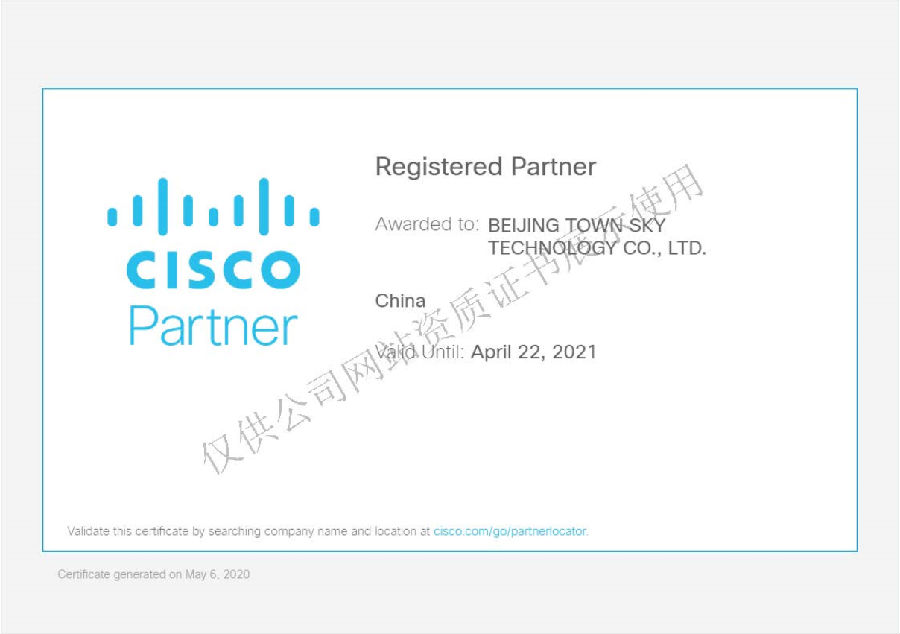 Registered Partner
Awarded to: BEIJING TOWN SKY
TECHNOLOGY CO., LTD.
CISCO
Partner
China
Valid Until: April 22, 2021
仅供公司网站资质证书展示使用
Validate this certificate by searching company name and location at cisco.com/go/partnerlocator.
Certificate generated on May 6, 2020